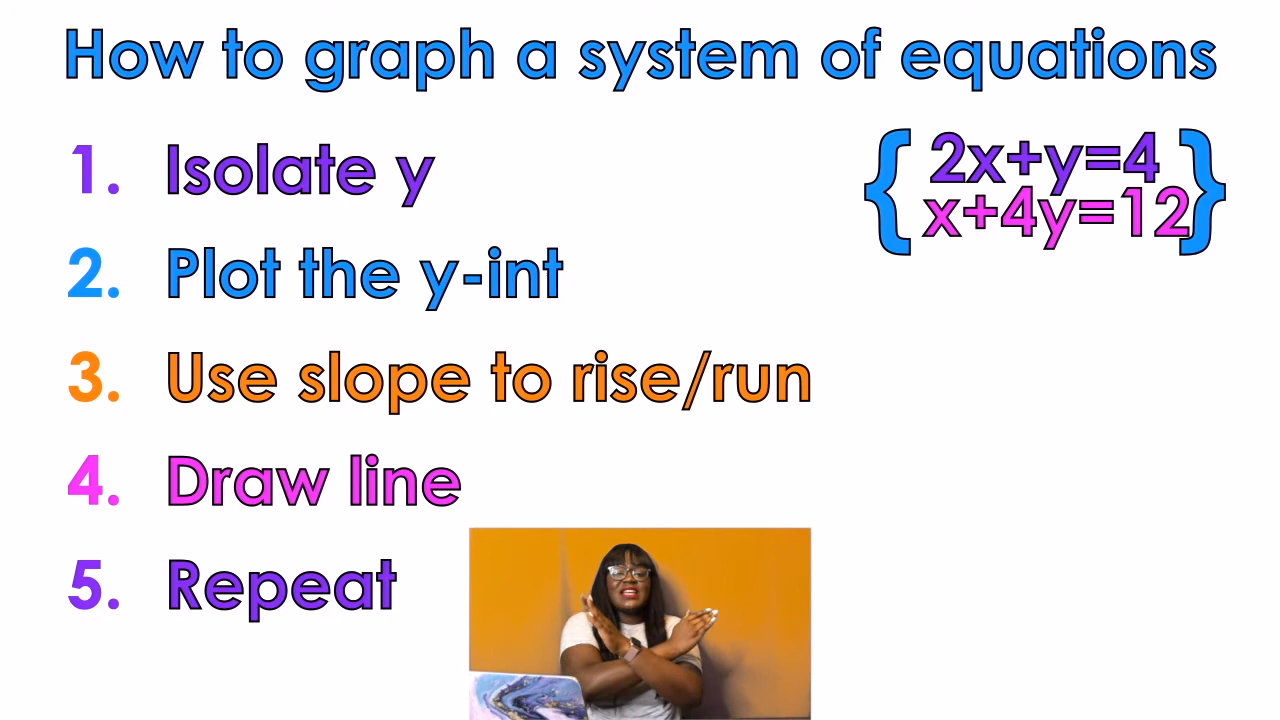 How to graph a system of equations
1. Isolate y
{ 2x+y=4
x+4y=12 }
2. Plot the y-int
3. Use slope to rise/run
4. Draw line
5. Repeat